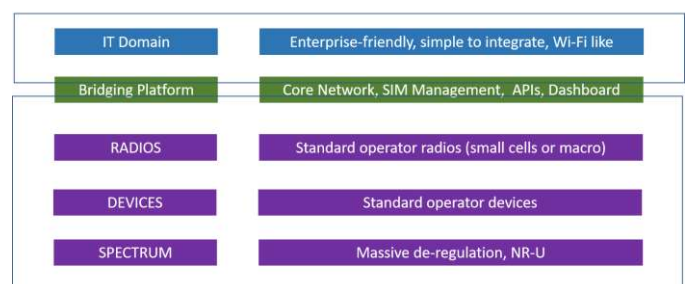 IT Domain
Enterprise-friendly, simple to integrate, Wi-Fi like
Bridging Platform
Core Network, SIM Management, APIs, Dashboard
RADIOS
Standard operator radios (small cells or macro)
DEVICES
Standard operator devices
SPECTRUM
Massive de-regulation, NR-U